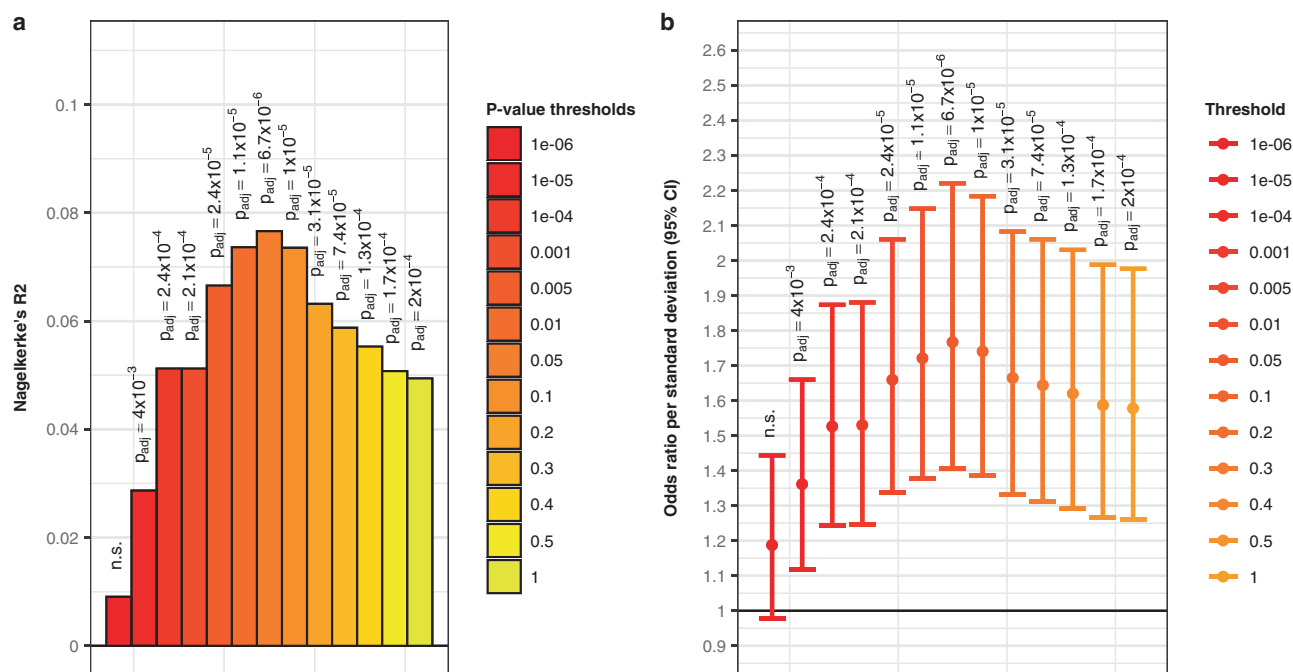 a
Nagelkerke's R2
0.1
0.08
0.06
0.04
0.02
0
n.s.
p_adj = 4x10^−3
p_adj = 2.4x10^−4
p_adj = 2.1x10^−4
p_adj = 2.4x10^−5
p_adj = 1.1x10^−5
p_adj = 6.7x10^−6
p_adj = 1x10^−5
p_adj = 3.1x10^−5
p_adj = 7.4x10^−5
p_adj = 1.3x10^−4
p_adj = 1.7x10^−4
p_adj = 2x10^−4
P-value thresholds
1e-06
1e-05
1e-04
0.001
0.005
0.01
0.05
0.1
0.2
0.3
0.4
0.5
1
b
Odds ratio per standard deviation (95% CI)
2.6
2.5
2.4
2.3
2.2
2.1
2
1.9
1.8
1.7
1.6
1.5
1.4
1.3
1.2
1.1
1
0.9
n.s.
p_adj = 4x10^−3
p_adj = 2.4x10^−4
p_adj = 2.1x10^−4
p_adj = 2.4x10^−5
p_adj = 1.1x10^−5
p_adj = 6.7x10^−6
p_adj = 1x10^−5
p_adj = 3.1x10^−5
p_adj = 7.4x10^−5
p_adj = 1.3x10^−4
p_adj = 1.7x10^−4
p_adj = 2x10^−4
Threshold
1e-06
1e-05
1e-04
0.001
0.005
0.01
0.05
0.1
0.2
0.3
0.4
0.5
1